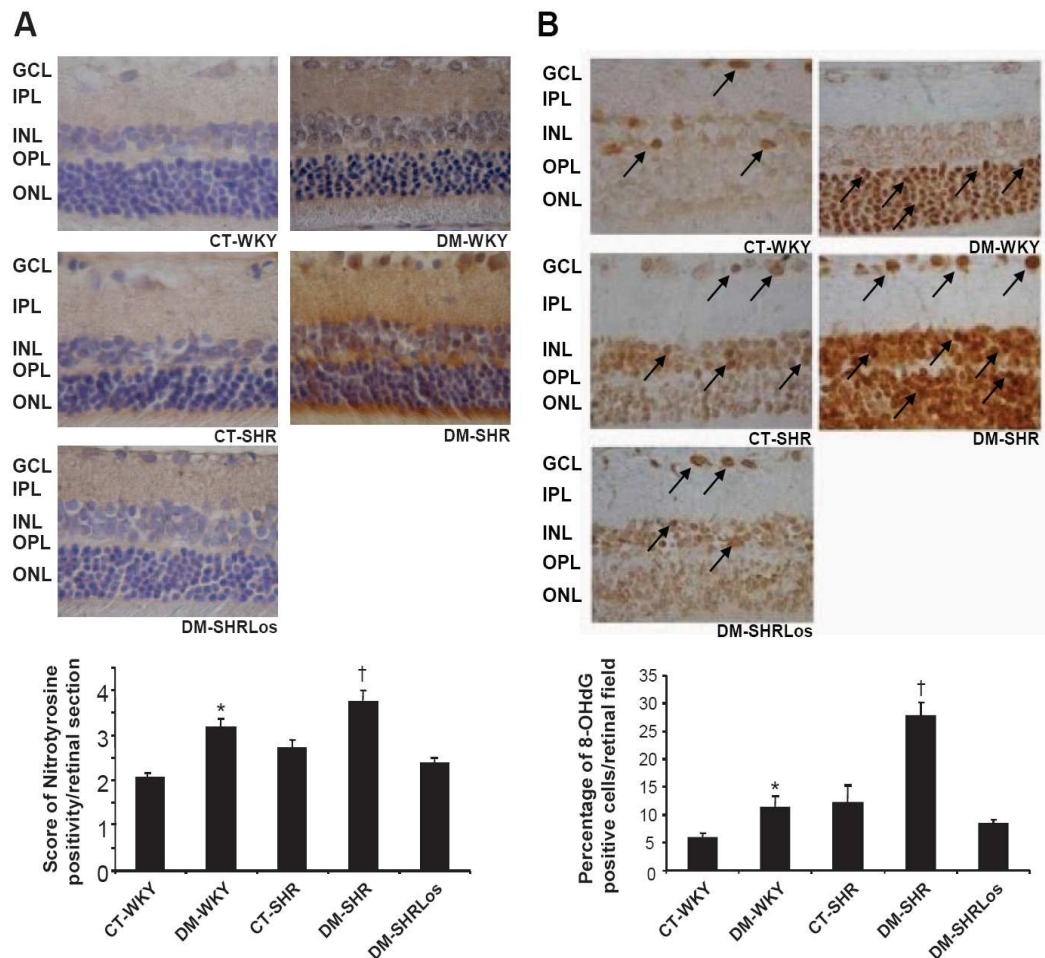 A
GCL
IPL
INL
OPL
ONL
CT-WKY
DM-WKY
GCL
IPL
INL
OPL
ONL
CT-SHR
DM-SHR
GCL
IPL
INL
OPL
ONL
DM-SHRLos
Score of Nitrotyrosine
positivity/retinal section
4
3
2
1
0
*
†
CT-WKY
DM-WKY
CT-SHR
DM-SHR
DM-SHRLos
B
GCL
IPL
INL
OPL
ONL
CT-WKY
DM-WKY
GCL
IPL
INL
OPL
ONL
CT-SHR
DM-SHR
GCL
IPL
INL
OPL
ONL
DM-SHRLos
Percentage of 8-OHdG
positive cells/retinal field
35
30
25
20
15
10
5
0
*
†
CT-WKY
DM-WKY
CT-SHR
DM-SHR
DM-SHRLos